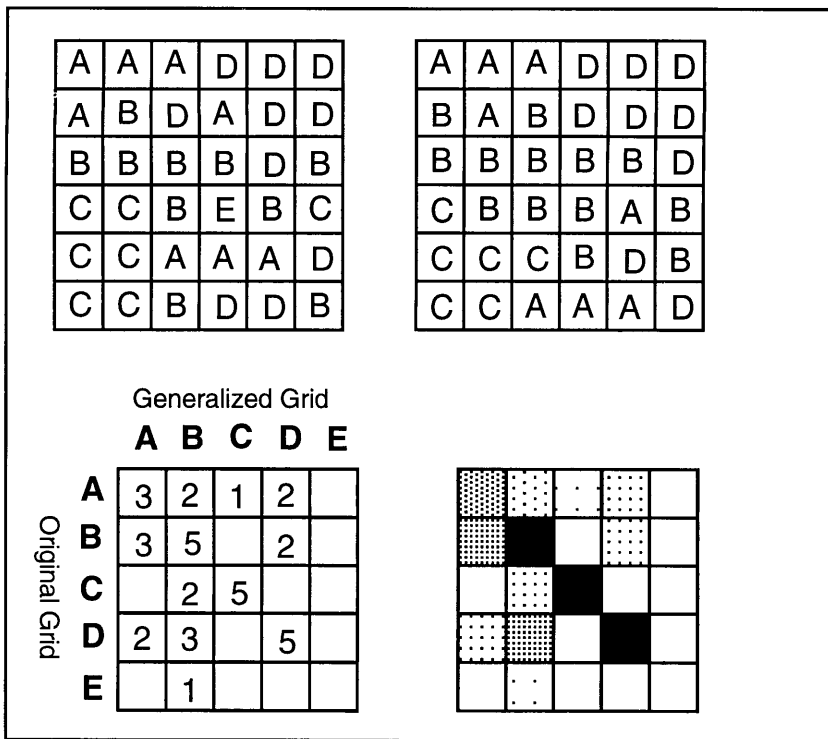 A A A D D D
A B D A D D
B B B B D B
C C B E B C
C C A A A D
C C B D D B
A A A D D D
B A B D D D
B B B B B D
C B B B A B
C C C B D B
C C A A A D
Generalized Grid
A B C D E
Original Grid
A 3 2 1 2
B 3 5 2
C 2 5
D 2 3 5
E 1